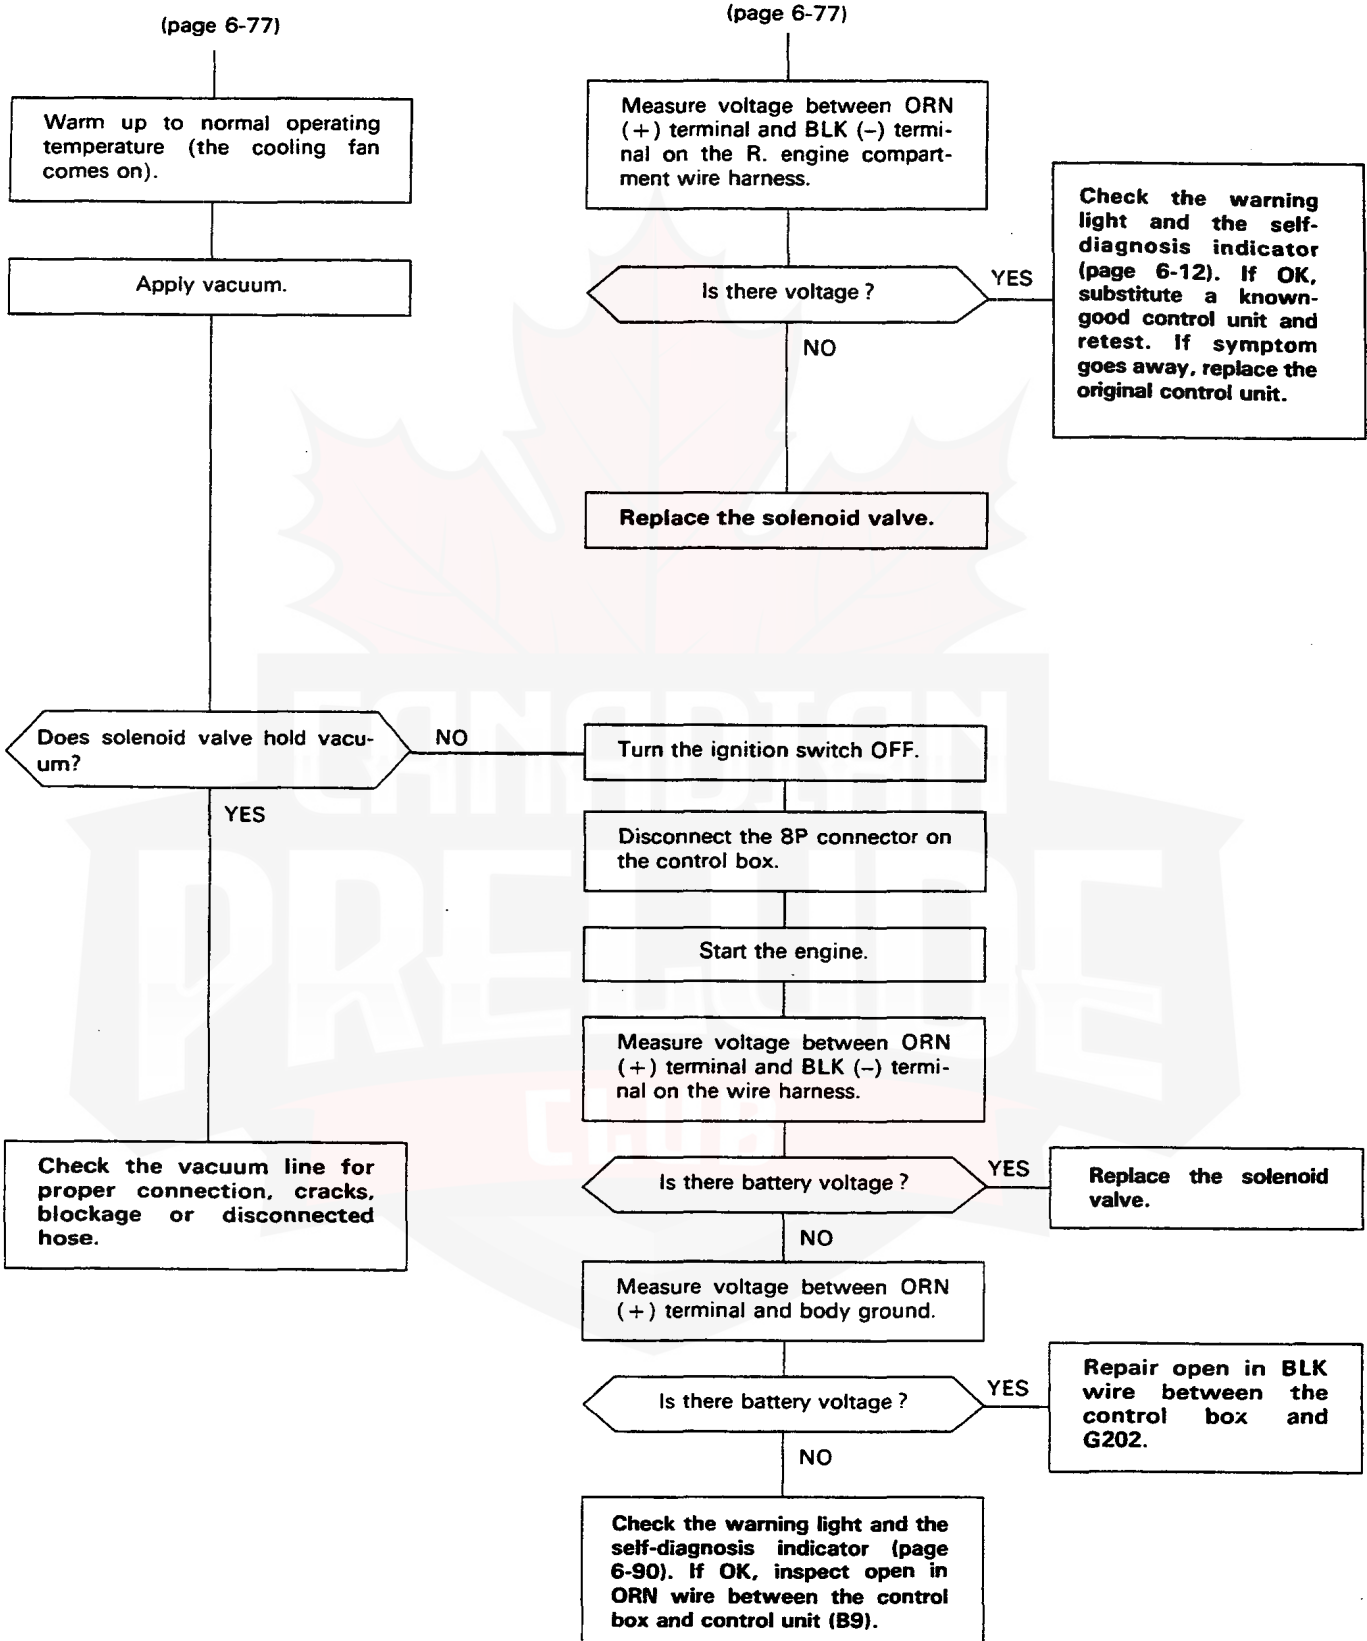 (page 6-77)
Warm up to normal operating
temperature (the cooling fan
comes on).
Apply vacuum.
Does solenoid valve hold vacu-
um?
NO
YES
Check the vacuum line for
proper connection, cracks,
blockage or disconnected
hose.
(page 6-77)
Measure voltage between ORN
(+) terminal and BLK (–) termi-
nal on the R. engine compart-
ment wire harness.
Is there voltage?
YES
Check the warning
light and the self-
diagnosis indicator
(page 6-12). If OK,
substitute a known-
good control unit and
retest. If symptom
goes away, replace the
original control unit.
NO
Replace the solenoid valve.
Turn the ignition switch OFF.
Disconnect the 8P connector on
the control box.
Start the engine.
Measure voltage between ORN
(+) terminal and BLK (–) termi-
nal on the wire harness.
Is there battery voltage?
YES
Replace the solenoid
valve.
NO
Measure voltage between ORN
(+) terminal and body ground.
Is there battery voltage?
YES
Repair open in BLK
wire between the
control box and
G202.
NO
Check the warning light and the
self-diagnosis indicator (page
6-90). If OK, inspect open in
ORN wire between the control
box and control unit (B9).
CANADIAN
PRELUDE
CLUB